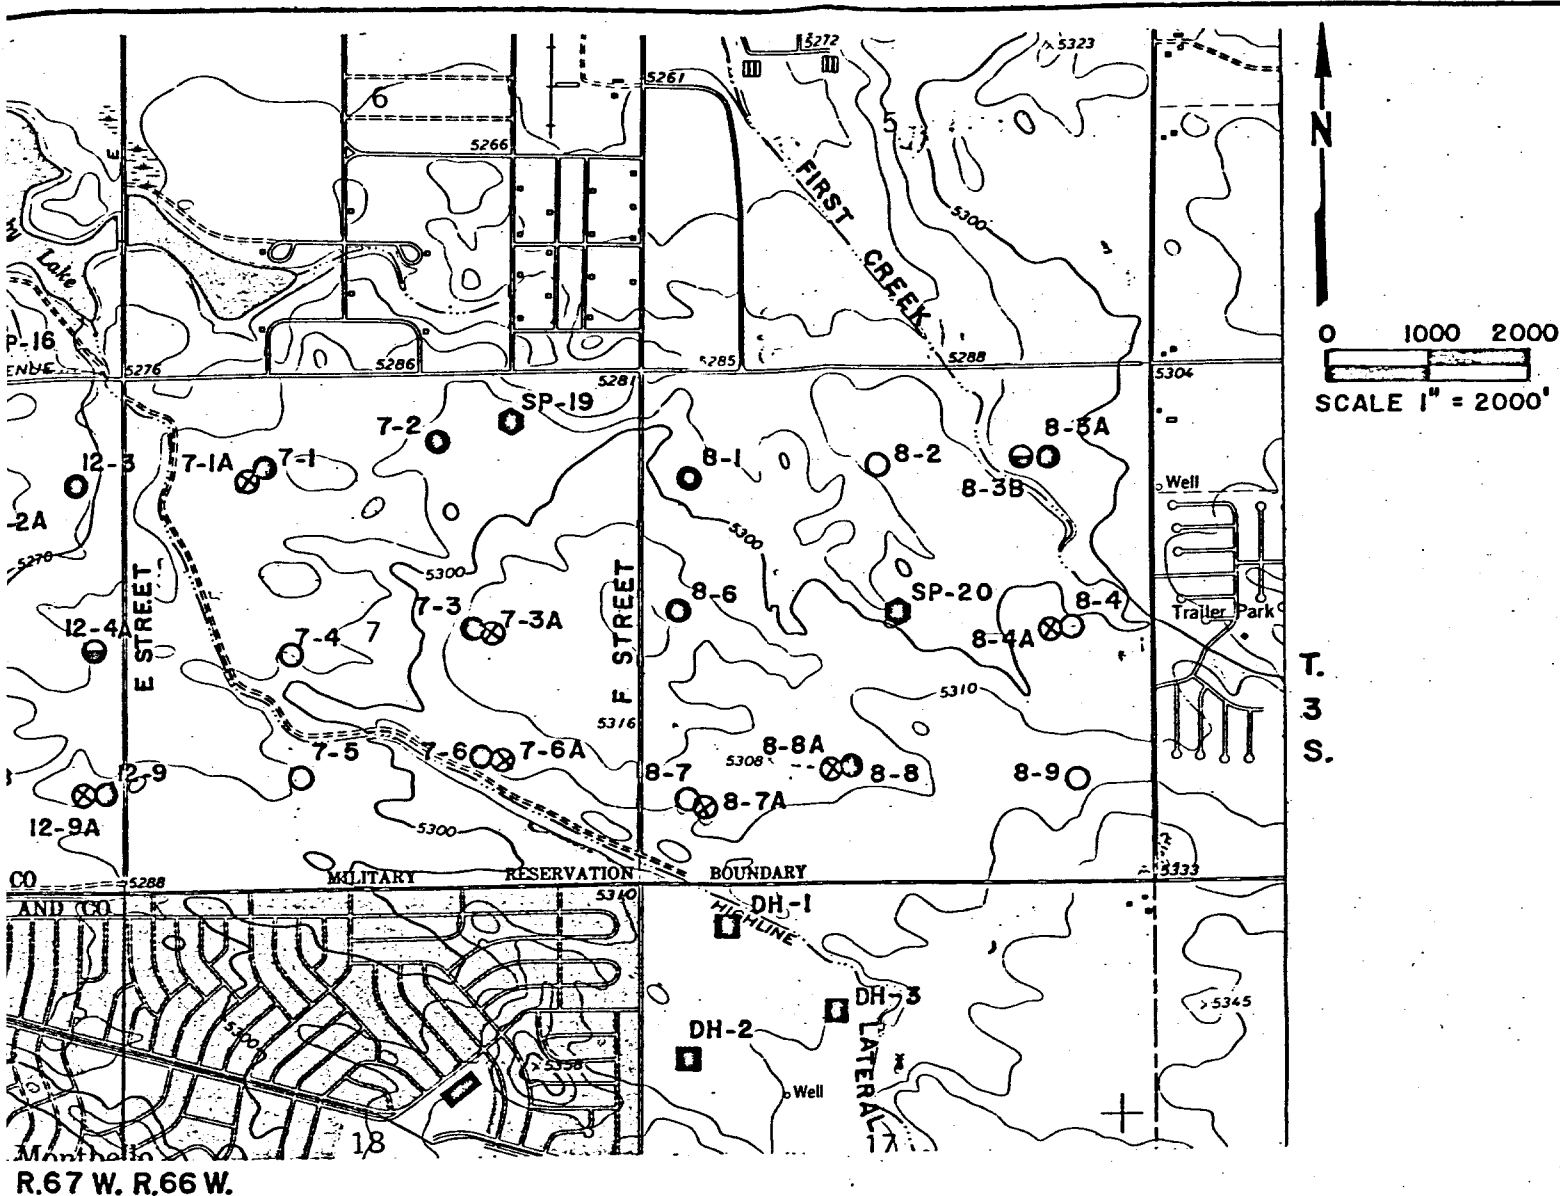 5272
5323
5261
6
5
N
5266
E
FIRST CREEK
5300
Lake
P-16
ENUE
5276
5286
5281
5285
5288
5304
0 1000 2000
SCALE 1" = 2000'
SP-19
7-2
12-3
7-1A
7-1
8-1
8-2
8-5A
8-3B
Well
-2A
5270
5300
5300
E STREET
F STREET
7-3
7-3A
8-6
SP-20
8-4
8-4A
Trailer Park
12-4A
7-4
7
T.
3
S.
5310
5316
7-5
7-6
7-6A
5308
8-8A
8-8
8-7
8-7A
8-9
12-9A
5300
CO
5288
MILITARY RESERVATION BOUNDARY
5333
AND CO
5310
DH-1
HIGHLINE
DH-3
5345
DH-2
LATERAL
5300
5358
Well
18
17
Montbello
R.67 W. R.66 W.